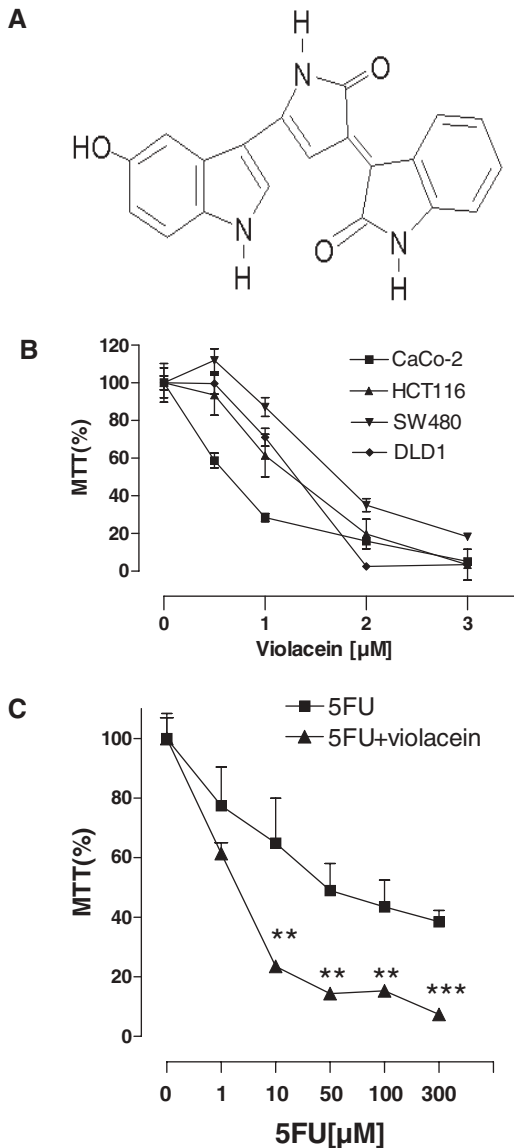 A
H
N
O
HO
N
H
O
N
H
B
120
100
80
60
40
20
0
MTT(%)
CaCo-2
HCT116
SW480
DLD1
0 1 2 3
Violacein [µM]
C
5FU
5FU+violacein
100
80
60
40
20
0
MTT(%)
**
** ** ***
0 1 10 50 100 300
5FU[µM]